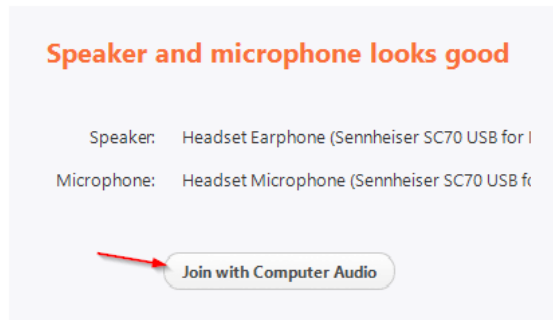 Speaker and microphone looks good
Speaker: Headset Earphone (Sennheiser SC70 USB for
Microphone: Headset Microphone (Sennheiser SC70 USB
Join with Computer Audio